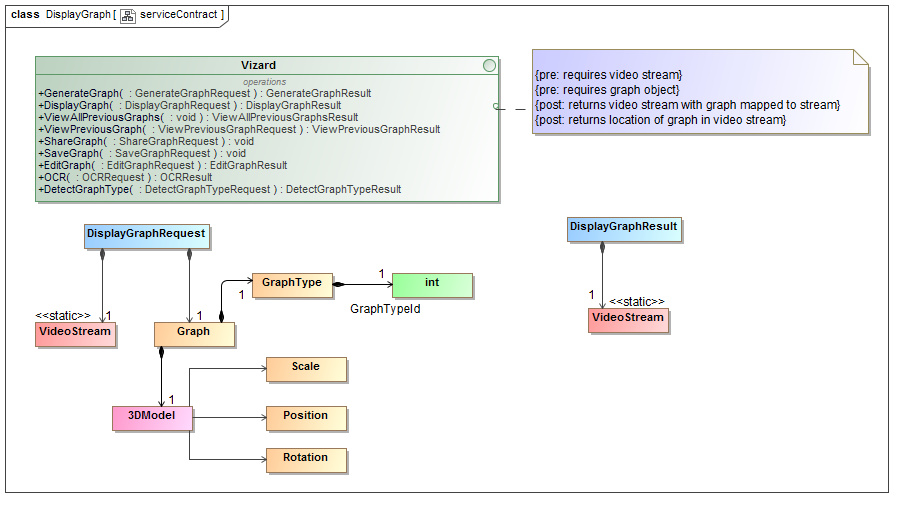 class DisplayGraph [ serviceContract ]
Vizard
operations
+GenerateGraph( : GenerateGraphRequest ) : GenerateGraphResult
+DisplayGraph( : DisplayGraphRequest ) : DisplayGraphResult
+ViewAllPreviousGraphs( : void ) : ViewAllPreviousGraphsResult
+ViewPreviousGraph( : ViewPreviousGraphRequest ) : ViewPreviousGraphResult
+ShareGraph( : ShareGraphRequest ) : void
+SaveGraph( : SaveGraphRequest ) : void
+EditGraph( : EditGraphRequest ) : EditGraphResult
+OCR( : OCRRequest ) : OCRResult
+DetectGraphType( : DetectGraphTypeRequest ) : DetectGraphTypeResult
{pre: requires video stream}
{pre: requires graph object}
{post: returns video stream with graph mapped to stream}
{post: returns location of graph in video stream}
DisplayGraphRequest
DisplayGraphResult
GraphType
1
1
int
GraphTypeId
<<static>>
1
VideoStream
1
Graph
1
<<static>>
VideoStream
Scale
1
3DModel
Position
Rotation